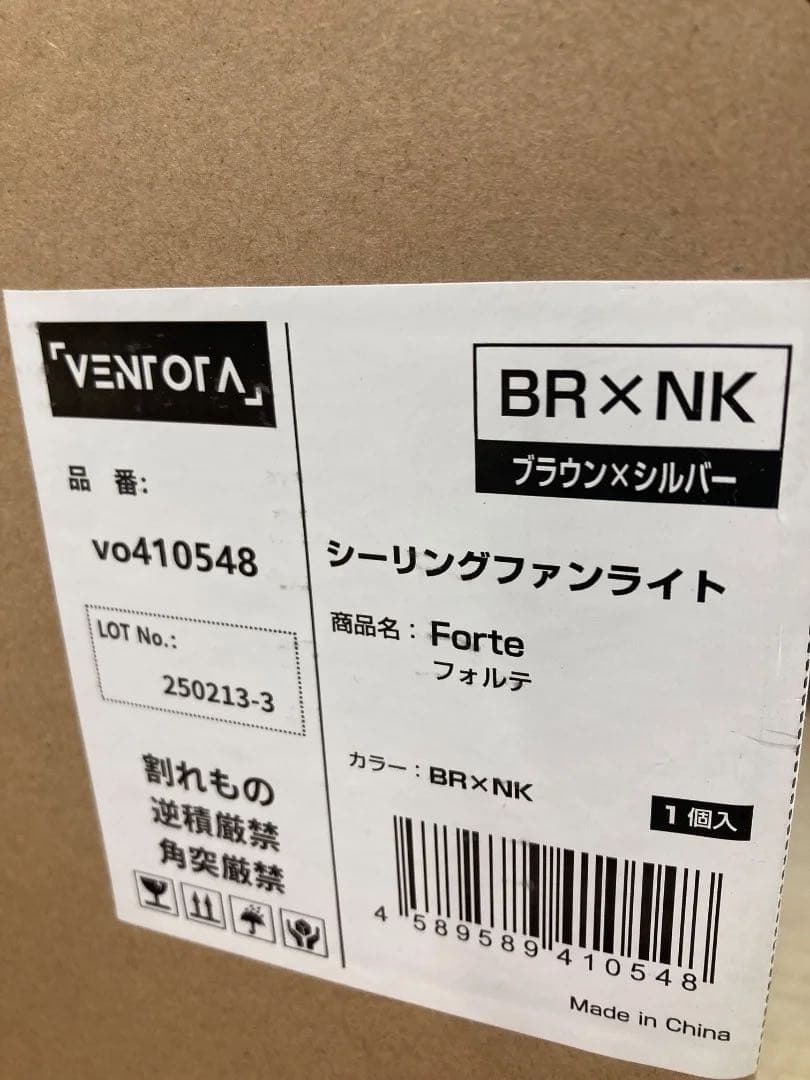 「VENTOTA」
品 番:
vo410548
LOT No.:
250213-3
割れもの
逆積厳禁
角突厳禁
BR×NK
ブラウン×シルバー
シーリングファンライト
商品名：Forte
フォルテ
カラー：BR×NK
1個入
4 589589 410548
Made in China